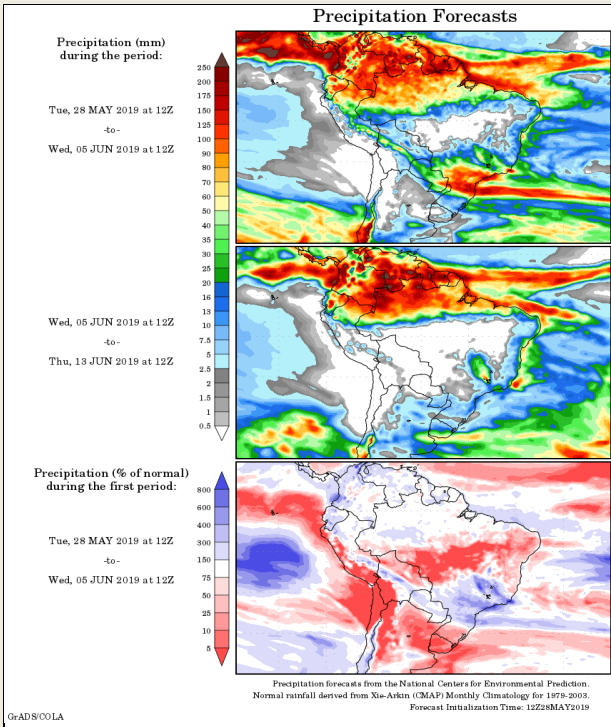 Precipitation Forecasts
Precipitation (mm)
during the period:
Tue, 28 MAY 2019 at 12Z
-to-
Wed, 05 JUN 2019 at 12Z
250
200
175
150
125
100
90
80
70
60
50
40
35
30
25
20
16
13
10
7.5
5
2.5
2
1.5
1
0.5
Wed, 05 JUN 2019 at 12Z
-to-
Thu, 13 JUN 2019 at 12Z
Precipitation (% of normal)
during the first period:
Tue, 28 MAY 2019 at 12Z
-to-
Wed, 05 JUN 2019 at 12Z
800
600
400
300
150
75
50
25
10
5
Precipitation forecasts from the National Centers for Environmental Prediction.
Normal rainfall derived from Xie-Arkin (CMAP) Monthly Climatology for 1979-2003.
Forecast Initialization Time: 12Z28MAY2019
GrADS/COLA